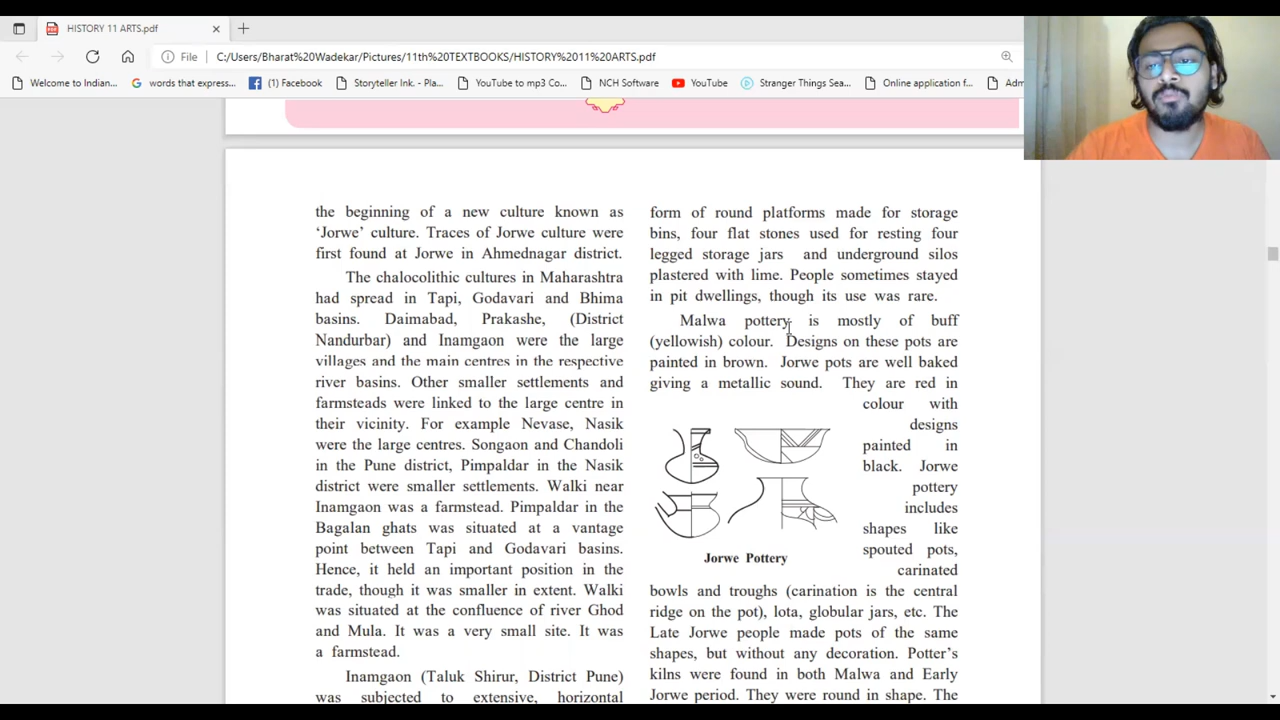 HISTORY 11 ARTS.pdf
File
C:/Users/Bharat%20Wadekar/Pictures/11th%20TEXTBOOKS/HISTORY%2011%20ARTS.pdf
Welcome to Indian...
words that express...
(1) Facebook
Storyteller Ink. - Pla...
YouTube to mp3 Co...
NCH Software
YouTube
Stranger Things Sea...
Online application f...
Adm
the beginning of a new culture known as
‘Jorwe’ culture. Traces of Jorwe culture were
first found at Jorwe in Ahmednagar district.
The chalocolithic cultures in Maharashtra
had spread in Tapi, Godavari and Bhima
basins. Daimabad, Prakashe, (District
Nandurbar) and Inamgaon were the large
villages and the main centres in the respective
river basins. Other smaller settlements and
farmsteads were linked to the large centre in
their vicinity. For example Nevase, Nasik
were the large centres. Songaon and Chandoli
in the Pune district, Pimpaldar in the Nasik
district were smaller settlements. Walki near
Inamgaon was a farmstead. Pimpaldar in the
Bagalan ghats was situated at a vantage
point between Tapi and Godavari basins.
Hence, it held an important position in the
trade, though it was smaller in extent. Walki
was situated at the confluence of river Ghod
and Mula. It was a very small site. It was
a farmstead.
Inamgaon (Taluk Shirur, District Pune)
was subjected to extensive, horizontal
form of round platforms made for storage
bins, four flat stones used for resting four
legged storage jars and underground silos
plastered with lime. People sometimes stayed
in pit dwellings, though its use was rare.
Malwa pottery is mostly of buff
(yellowish) colour. Designs on these pots are
painted in brown. Jorwe pots are well baked
giving a metallic sound. They are red in
colour with
designs
painted in
black. Jorwe
pottery
includes
shapes like
spouted pots,
carinated
Jorwe Pottery
bowls and troughs (carination is the central
ridge on the pot), lota, globular jars, etc. The
Late Jorwe people made pots of the same
shapes, but without any decoration. Potter’s
kilns were found in both Malwa and Early
Jorwe period. They were round in shape. The